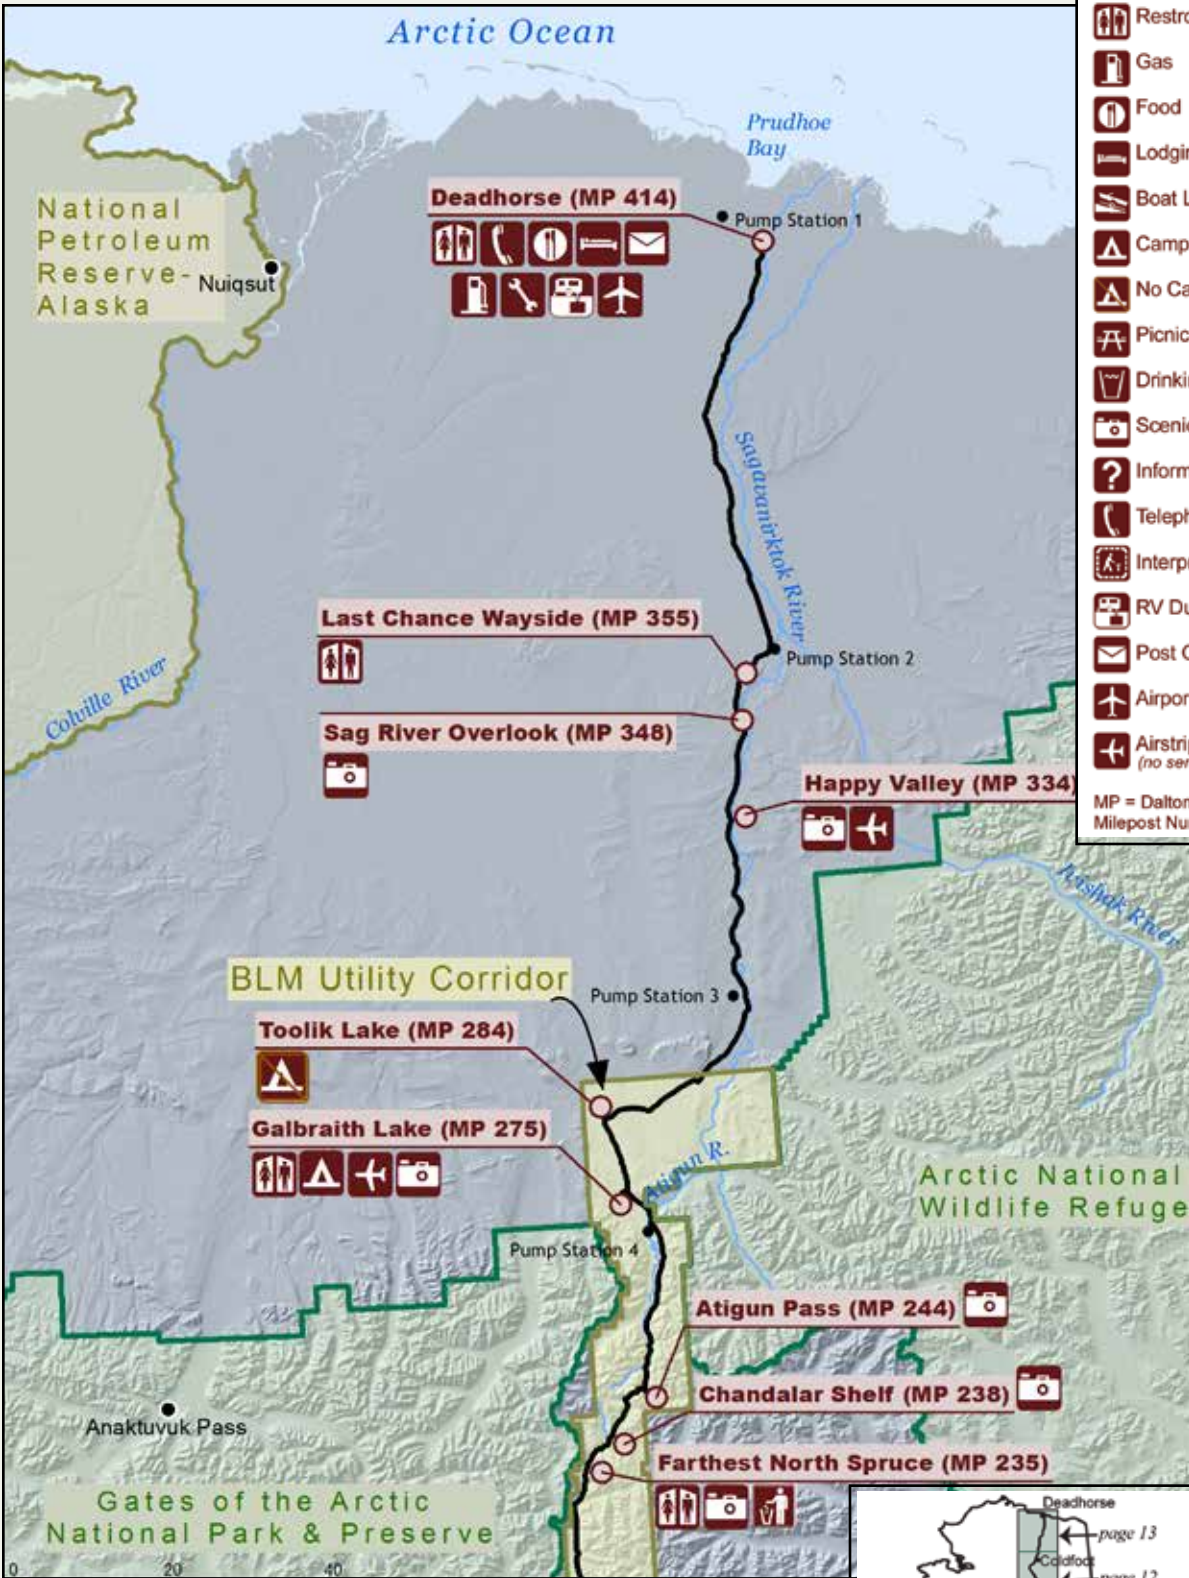 Arctic Ocean
Prudhoe
Bay
National
Petroleum
Reserve-
Alaska
Nuiqsut
Deadhorse (MP 414)
Pump Station 1
Sagavanirktok River
Last Chance Wayside (MP 355)
Pump Station 2
Colville River
Sag River Overlook (MP 348)
Happy Valley (MP 334)
Ivishak River
BLM Utility Corridor
Pump Station 3
Toolik Lake (MP 284)
Galbraith Lake (MP 275)
Atigun R.
Arctic National
Wildlife Refuge
Pump Station 4
Atigun Pass (MP 244)
Chandalar Shelf (MP 238)
Anaktuvuk Pass
Farthest North Spruce (MP 235)
Gates of the Arctic
National Park & Preserve
0 20 40
Restro
Gas
Food
Lodgin
Boat L
Camp
No Ca
Picnic
Drinki
Scenic
?
Inform
Teleph
Interp
RV Du
Post O
Airpor
Airstri
(no ser
MP = Dalton
Milepost Nu
Deadhorse
page 13
Coldfoot
page 12